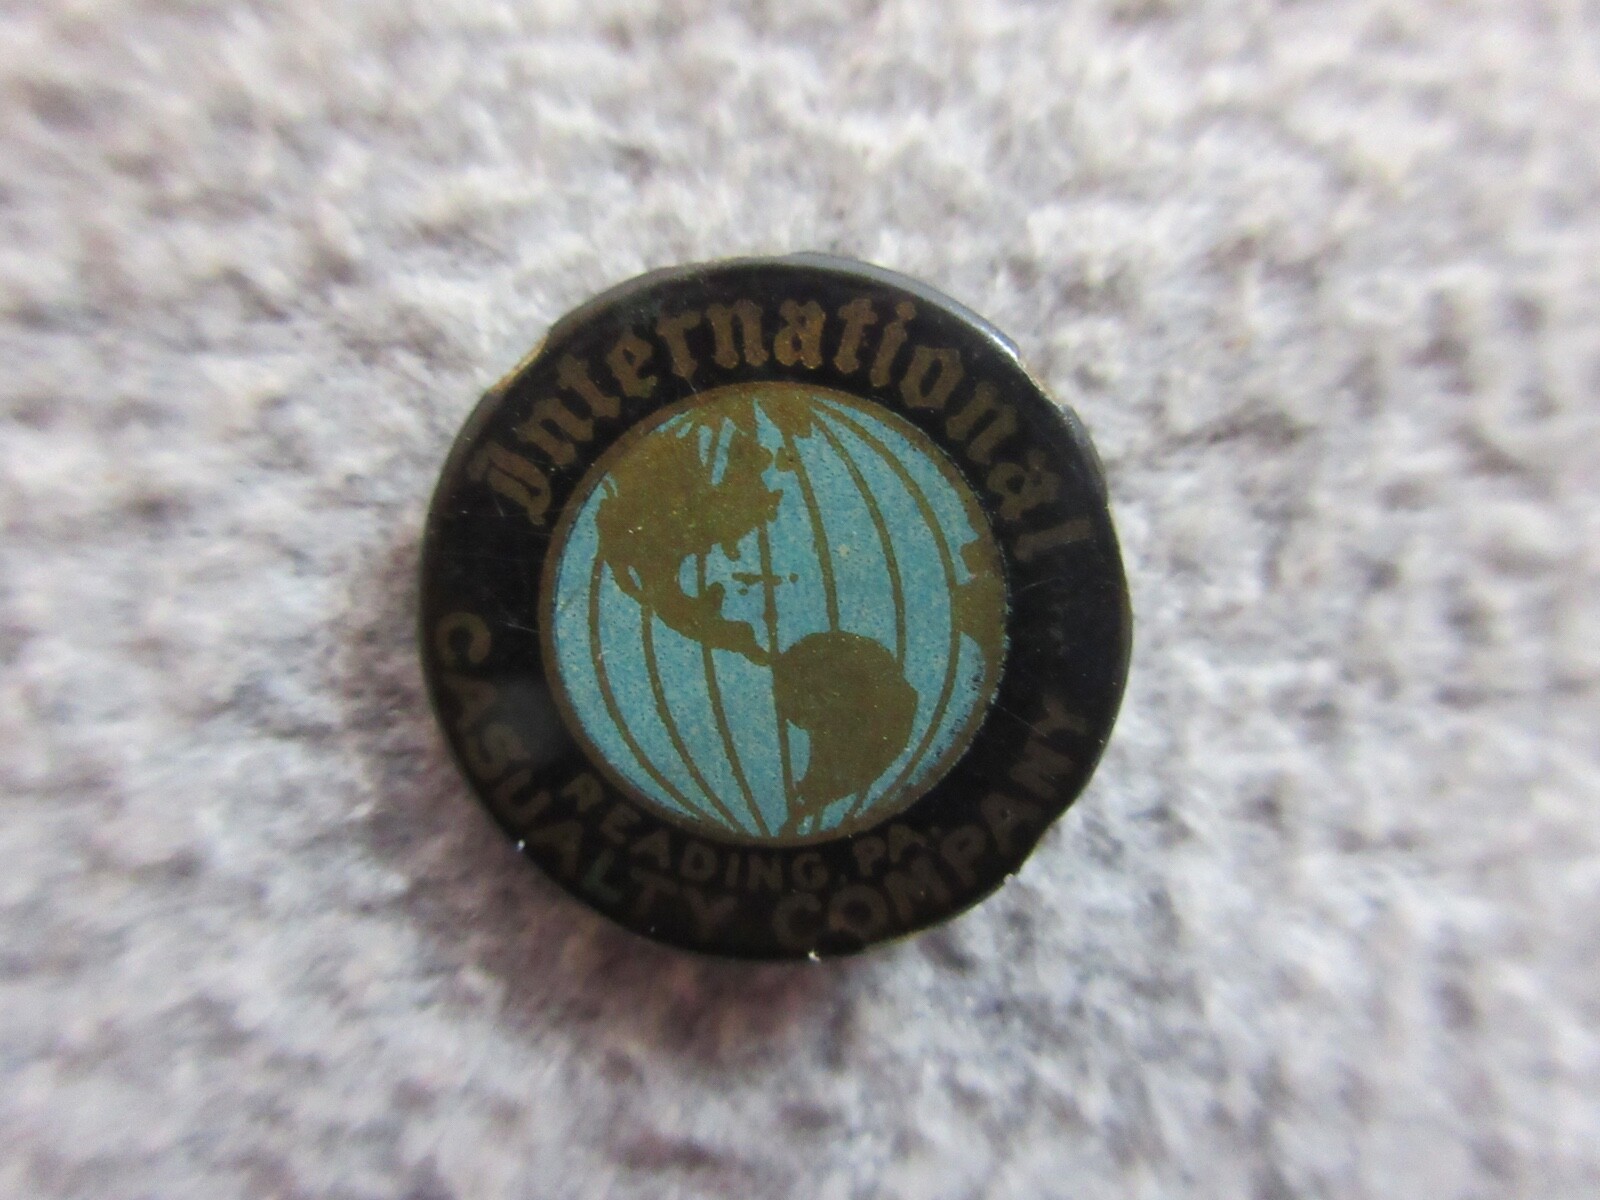 International
READING, PA.
CASUALTY COMPANY